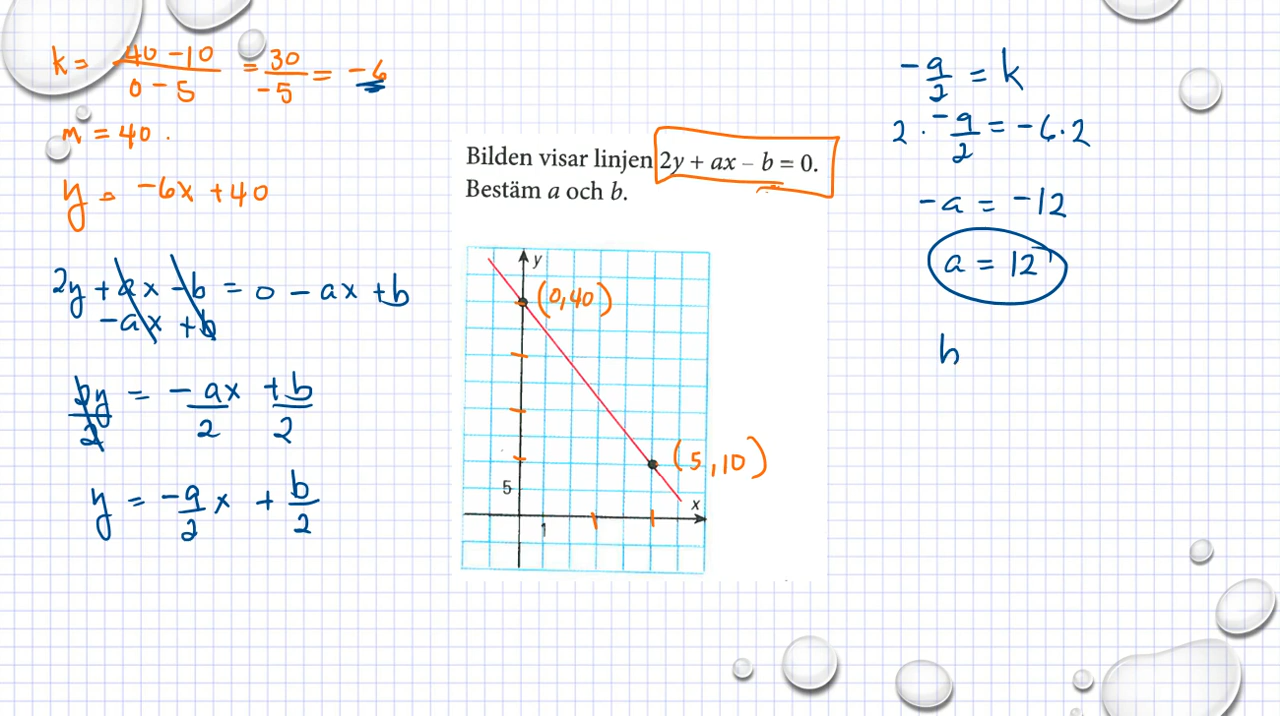 k = 40 - 10 / 0 - 5 = 30 / -5 = -6
m = 40.
y = -6x + 40
2y + ax - b = 0 - ax + b
-ax + b
2y / 2 = -ax / 2 + b / 2
y = -a/2 x + b/2
Bilden visar linjen 2y + ax – b = 0.
Bestäm a och b.
y
(0,40)
(5,10)
5
x
1
-a/2 = k
2 · -a/2 = -6 · 2
-a = -12
a = 12
b